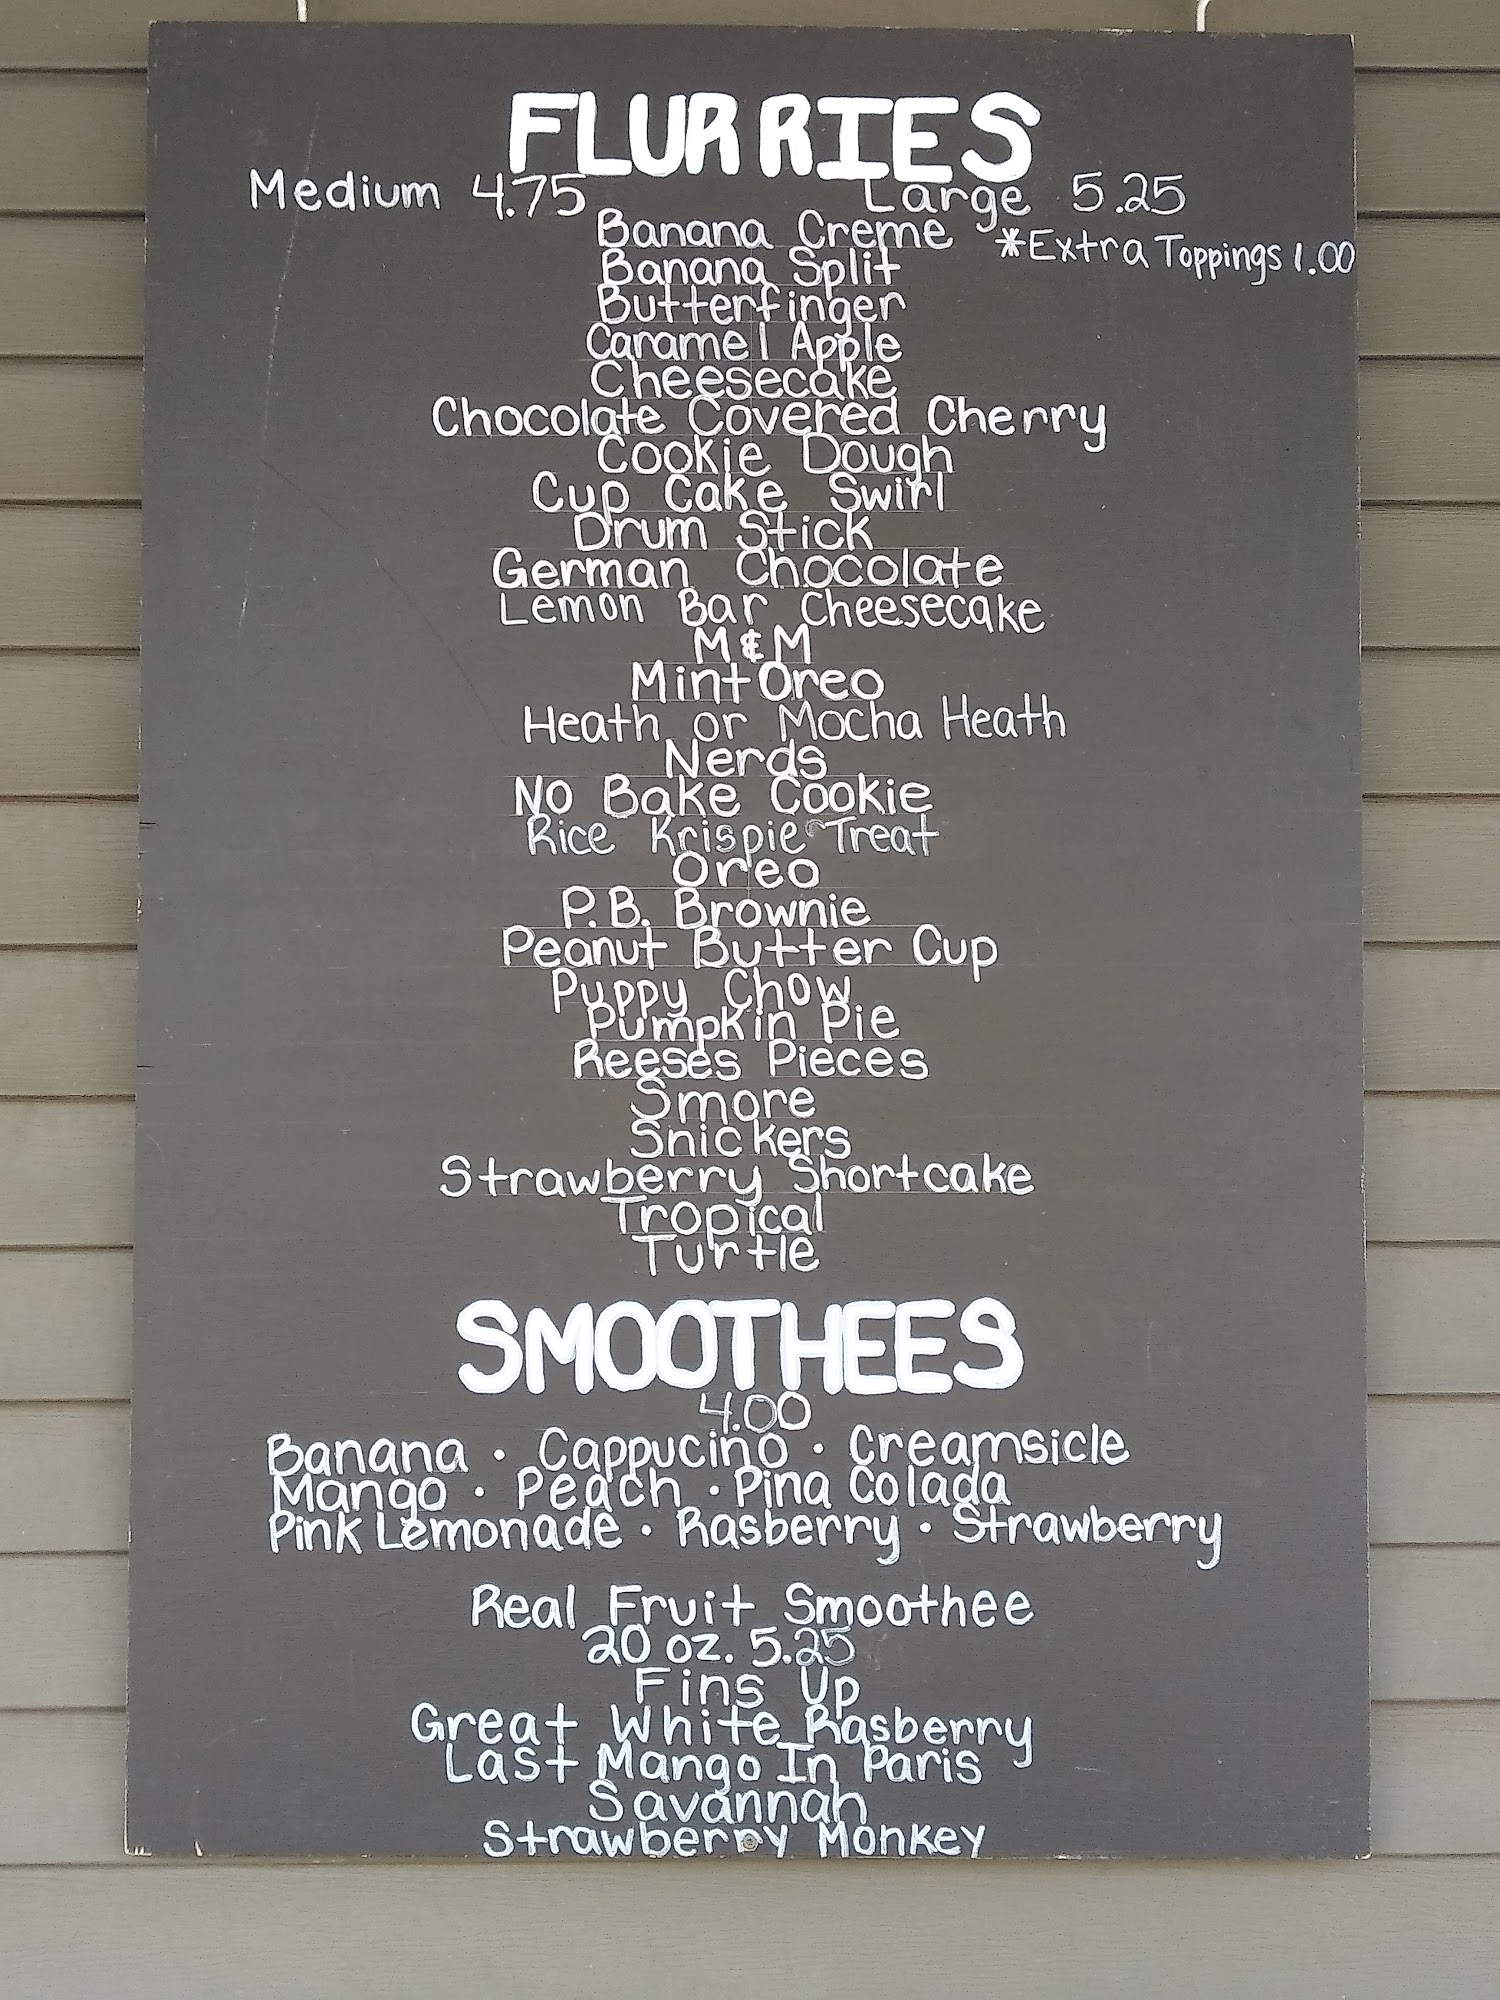 FLURRIES
Medium 4.75 Large 5.25
Banana Creme *Extra Toppings 1.00
Banana Split
Butterfinger
Caramel Apple
Cheesecake
Chocolate Covered Cherry
Cookie Dough
Cup Cake Swirl
Drum Stick
German Chocolate
Lemon Bar Cheesecake
M&M
Mint Oreo
Heath or Mocha Heath
Nerds
No Bake Cookie
Rice Krispie Treat
Oreo
P.B. Brownie
Peanut Butter Cup
Puppy Chow
Pumpkin Pie
Reeses Pieces
Smore
Snickers
Strawberry Shortcake
Tropical
Turtle
SMOOTHEES
4.00
Banana · Cappucino · Creamsicle
Mango · Peach · Pina Colada
Pink Lemonade · Rasberry · Strawberry
Real Fruit Smoothee
20 oz. 5.25
Fins Up
Great White Rasberry
Last Mango In Paris
Savannah
Strawberry Monkey